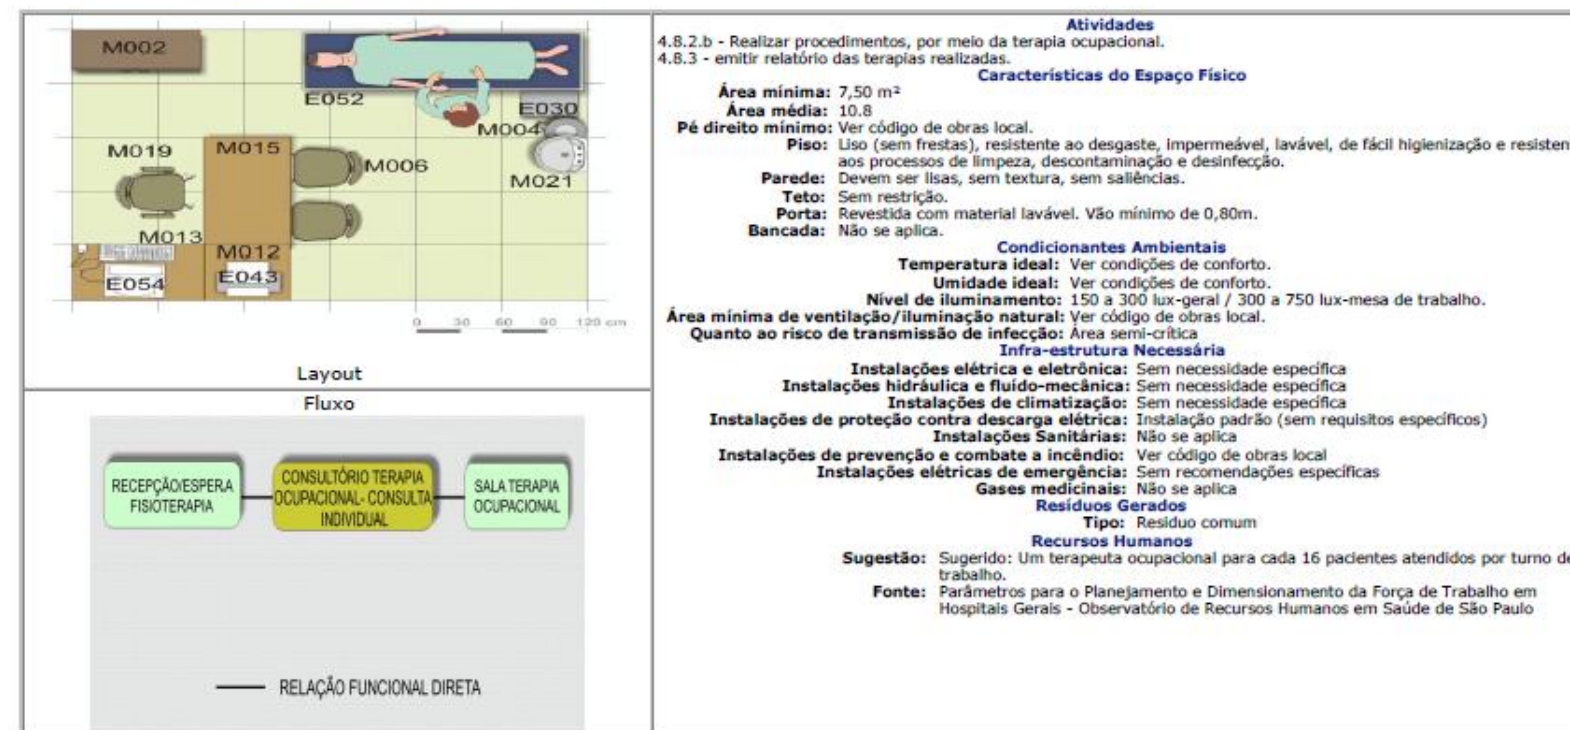 M002
E052
E030
M004
M019
M015
M006
M021
M013
M012
E054
E043
0 30 60 90 120 cm
Layout
Fluxo
RECEPÇÃO/ESPERA
FISIOTERAPIA
CONSULTÓRIO TERAPIA
OCUPACIONAL- CONSULTA
INDIVIDUAL
SALA TERAPIA
OCUPACIONAL
RELAÇÃO FUNCIONAL DIRETA
Atividades
4.8.2.b - Realizar procedimentos, por meio da terapia ocupacional.
4.8.3 - emitir relatório das terapias realizadas.
Características do Espaço Físico
Área mínima: 7,50 m²
Área média: 10.8
Pé direito mínimo: Ver código de obras local.
Piso: Liso (sem frestas), resistente ao desgaste, impermeável, lavável, de fácil higienização e resisten
aos processos de limpeza, descontaminação e desinfecção.
Parede: Devem ser lisas, sem textura, sem saliências.
Teto: Sem restrição.
Porta: Revestida com material lavável. Vão mínimo de 0,80m.
Bancada: Não se aplica.
Condicionantes Ambientais
Temperatura ideal: Ver condições de conforto.
Umidade ideal: Ver condições de conforto.
Nível de iluminamento: 150 a 300 lux-geral / 300 a 750 lux-mesa de trabalho.
Área mínima de ventilação/iluminação natural: Ver código de obras local.
Quanto ao risco de transmissão de infecção: Área semi-crítica
Infra-estrutura Necessária
Instalações elétrica e eletrônica: Sem necessidade específica
Instalações hidráulica e fluído-mecânica: Sem necessidade específica
Instalações de climatização: Sem necessidade específica
Instalações de proteção contra descarga elétrica: Instalação padrão (sem requisitos específicos)
Instalações Sanitárias: Não se aplica
Instalações de prevenção e combate a incêndio: Ver código de obras local
Instalações elétricas de emergência: Sem recomendações específicas
Gases medicinais: Não se aplica
Resíduos Gerados
Tipo: Residuo comum
Recursos Humanos
Sugestão: Sugerido: Um terapeuta ocupacional para cada 16 pacientes atendidos por turno de
trabalho.
Fonte: Parâmetros para o Planejamento e Dimensionamento da Força de Trabalho em
Hospitais Gerais - Observatório de Recursos Humanos em Saúde de São Paulo